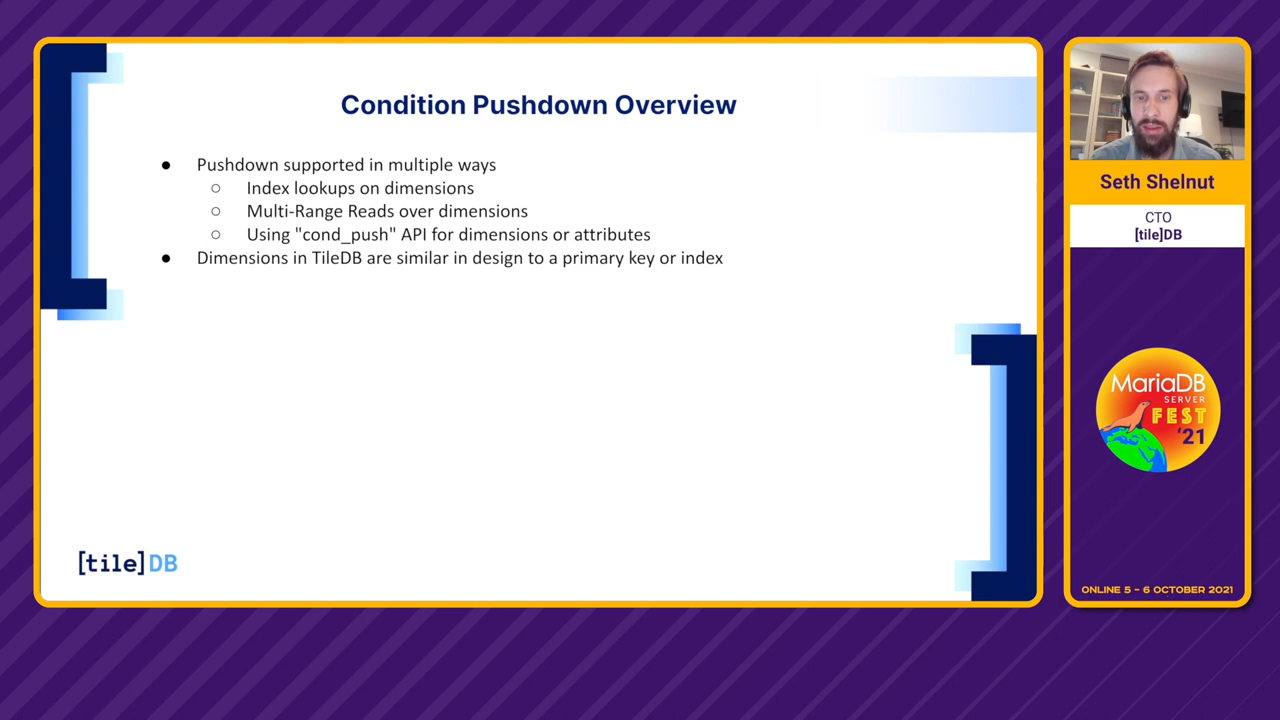 Condition Pushdown Overview
● Pushdown supported in multiple ways
○ Index lookups on dimensions
○ Multi-Range Reads over dimensions
○ Using "cond_push" API for dimensions or attributes
● Dimensions in TileDB are similar in design to a primary key or index
[tile]DB
Seth Shelnut
CTO
[tile]DB
MariaDB
SERVER
FEST
'21
ONLINE 5 – 6 OCTOBER 2021